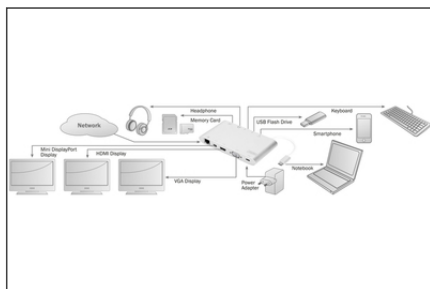 Headphone
Keyboard
Memory Card
USB Flash Drive
Network
Smartphone
Mini DisplayPort
Display
HDMI Display
Notebook
VGA Display
Power
Adapter